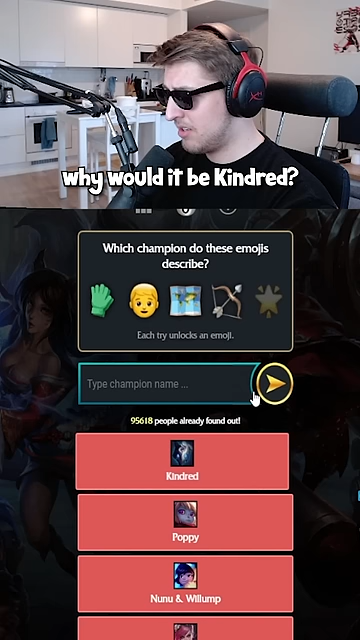 why would it be Kindred?
Which champion do these emojis
describe?
Each try unlocks an emoji.
Type champion name ...
95618 people already found out!
Kindred
Poppy
Nunu & Willump